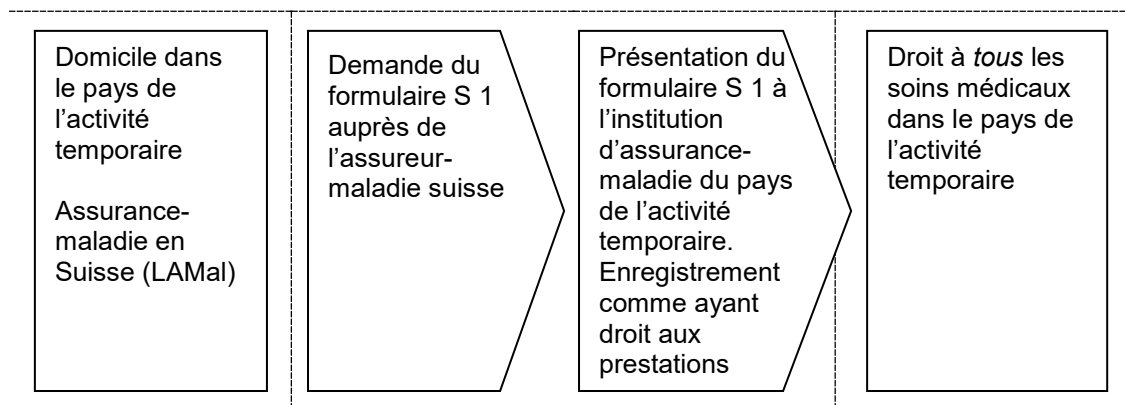 Domicile dans
le pays de
l’activité
temporaire
Assurance-
maladie en
Suisse (LAMal)
Demande du
formulaire S 1
auprès de
l’assureur-
maladie suisse
Présentation du
formulaire S 1 à
l’institution
d’assurance-
maladie du pays
de l’activité
temporaire.
Enregistrement
comme ayant
droit aux
prestations
Droit à tous les
soins médicaux
dans le pays de
l’activité
temporaire